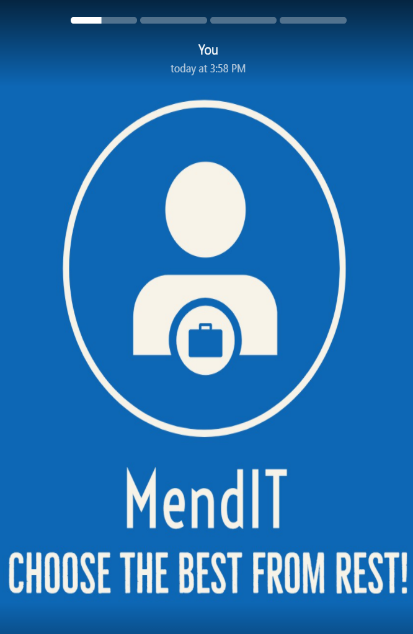 You
today at 3:58 PM
MendIT
CHOOSE THE BEST FROM REST!